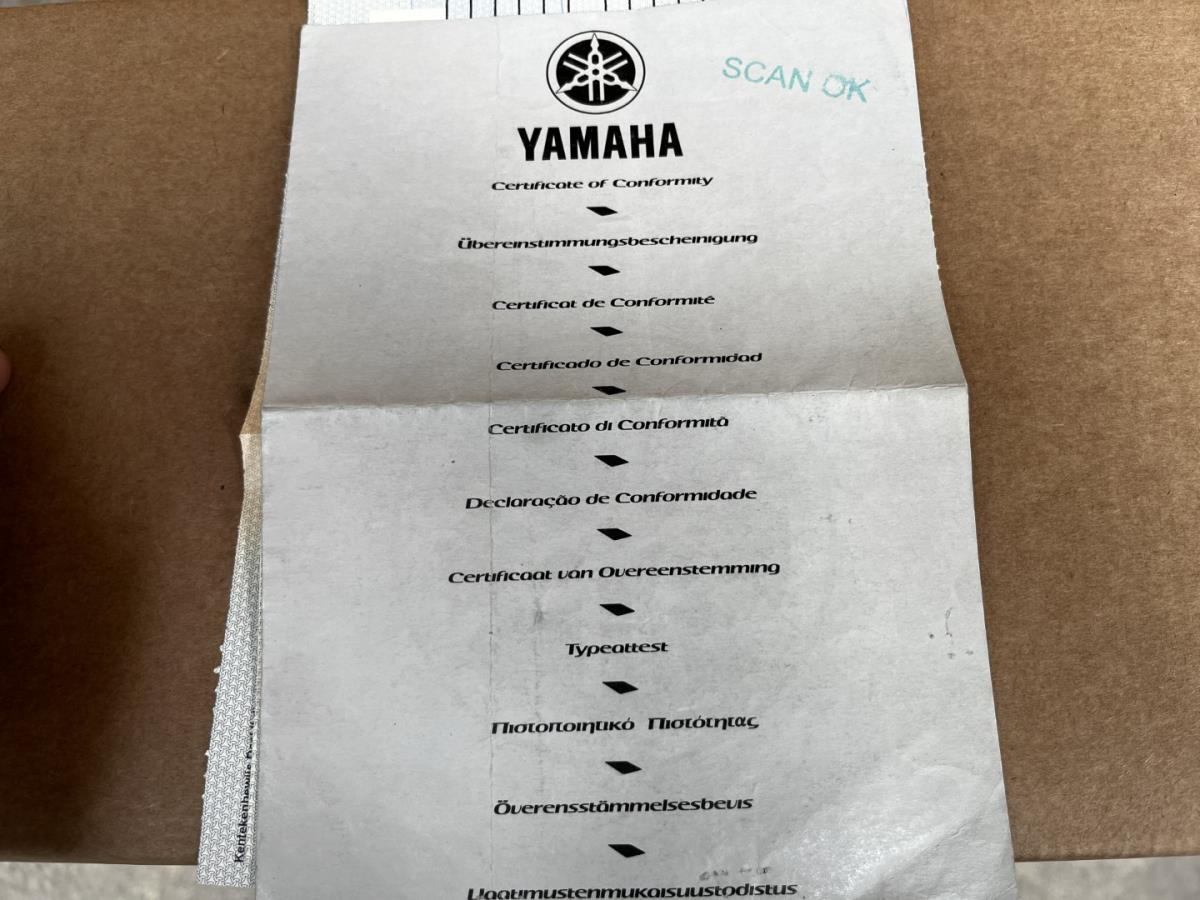 SCAN OK
YAMAHA
Certificate of Conformity
Übereinstimmungsbescheinigung
Certificat de Conformité
Certificado de Conformidad
Certificato di Conformità
Declaração de Conformidade
Certificaat van Overeenstemming
Typeattest
Πιστοποιητικό Πιστότητας
Överensstämmelsesbevis
Vaatimustenmukaisuustodistus
Kentekenbewijs